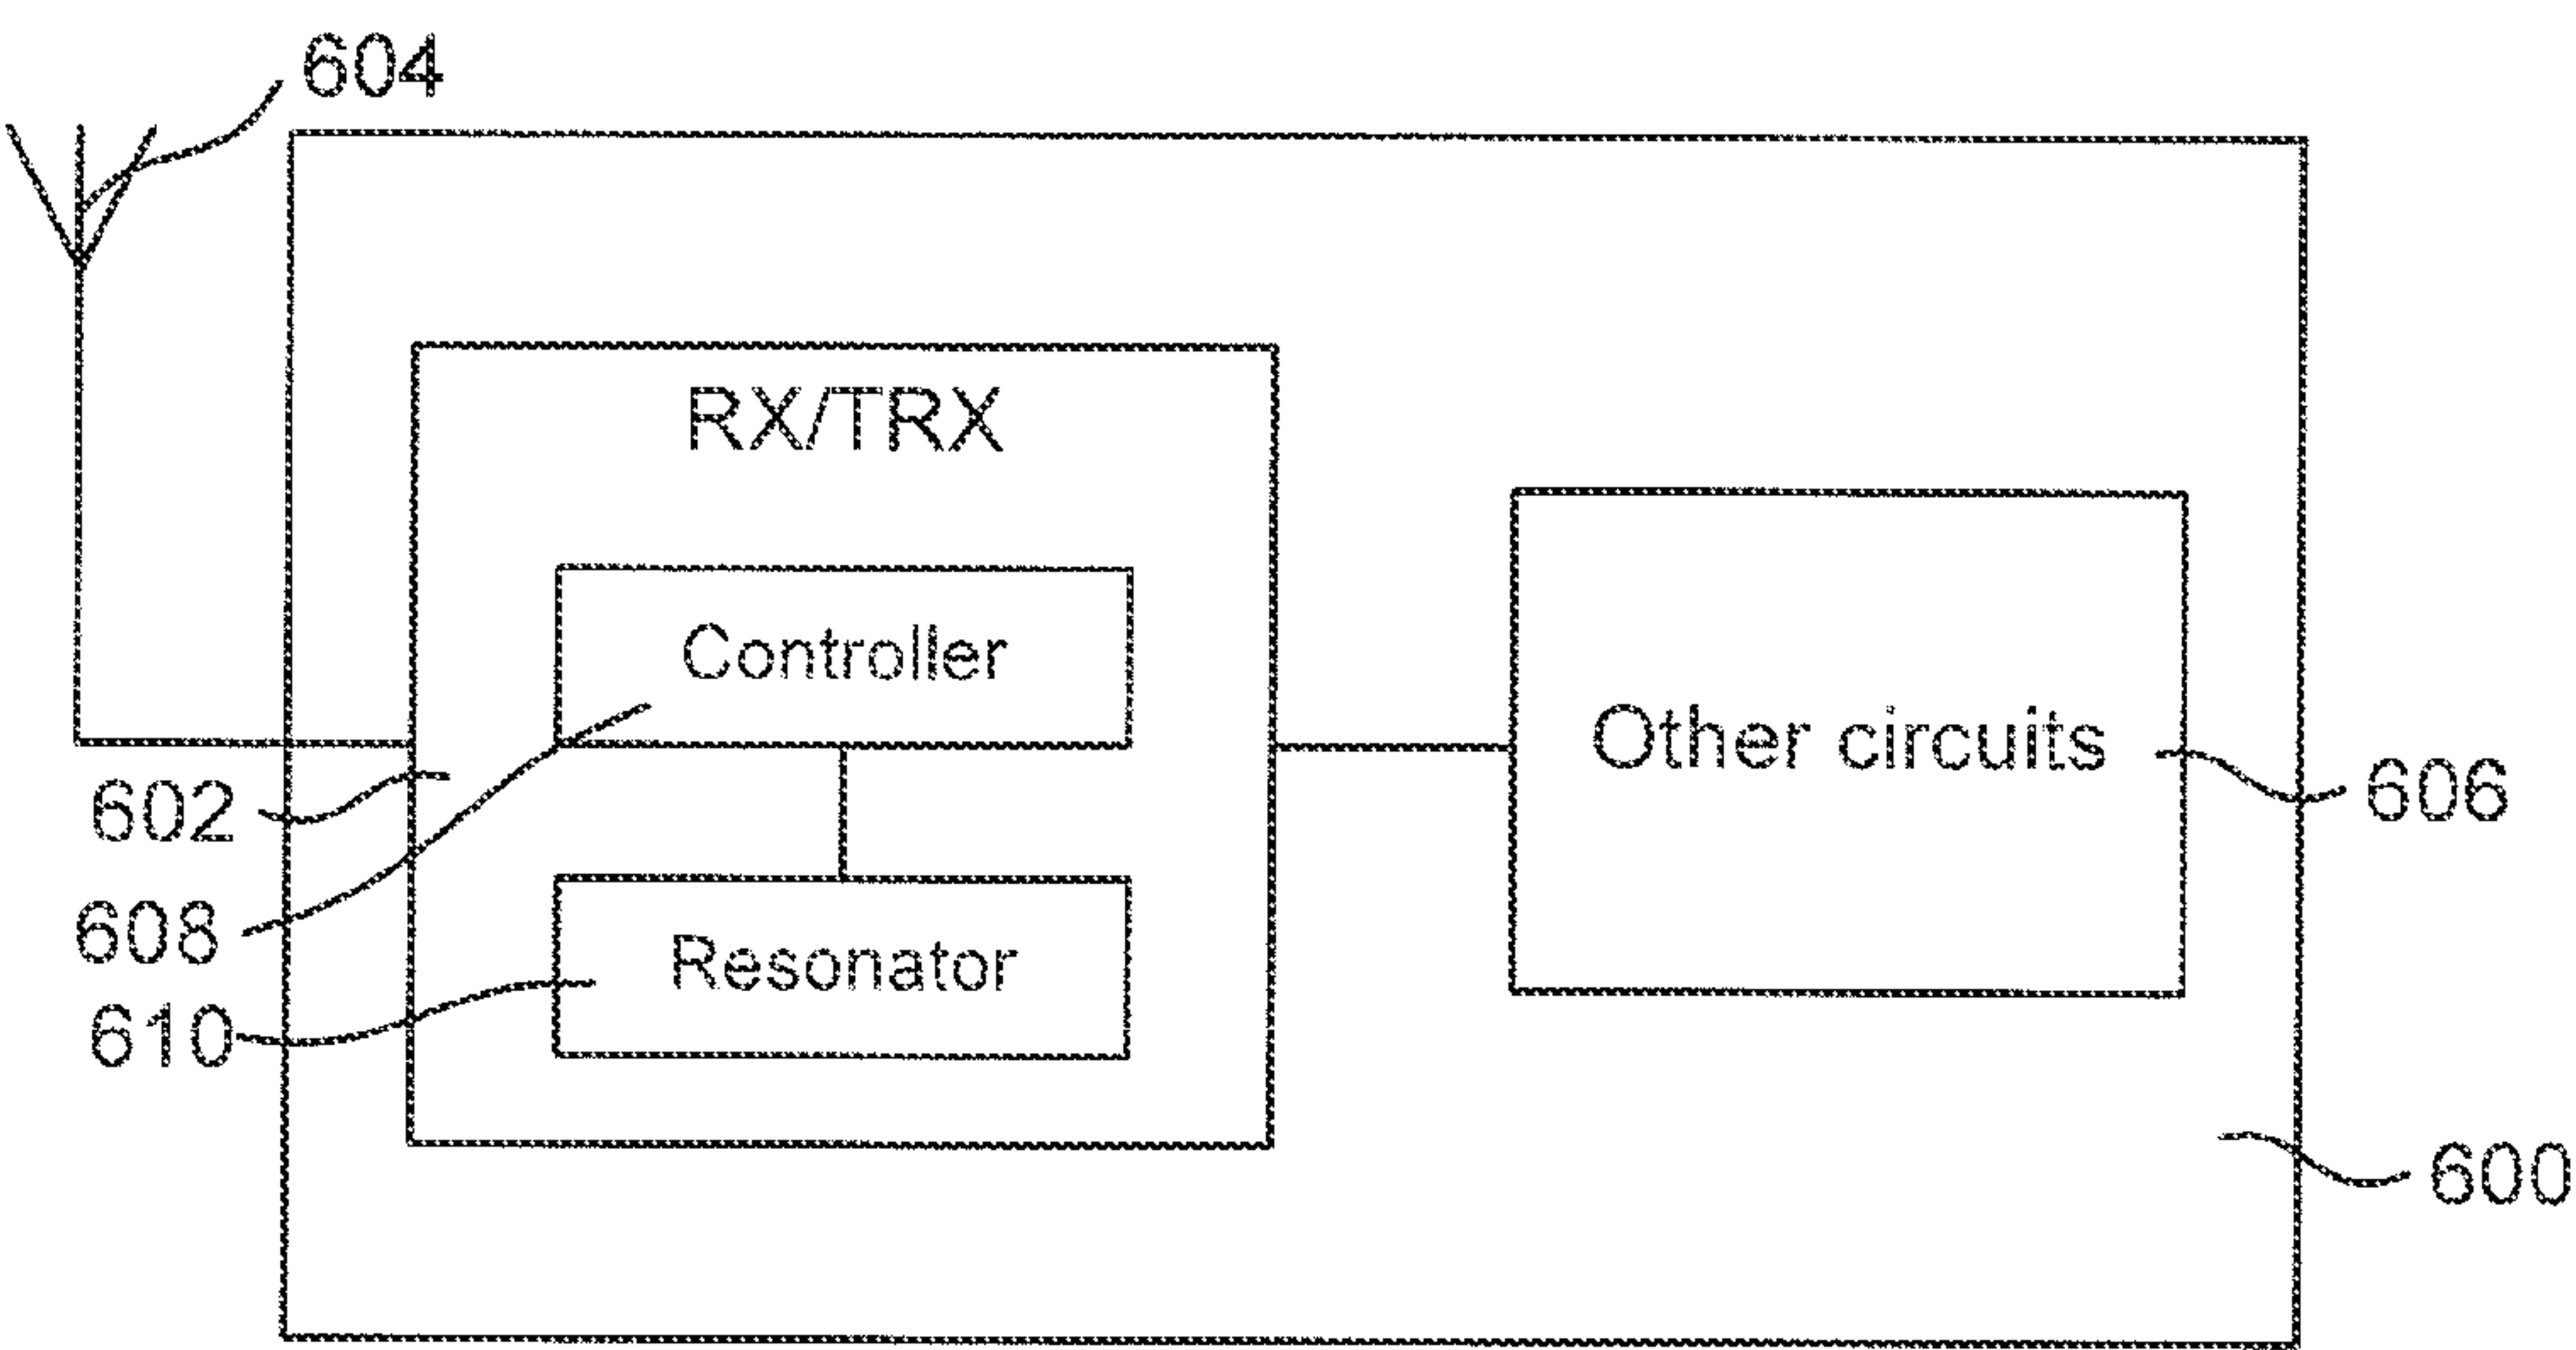 604
RX/TRX
Controller
Other circuits
602
606
608
Resonator
610
600